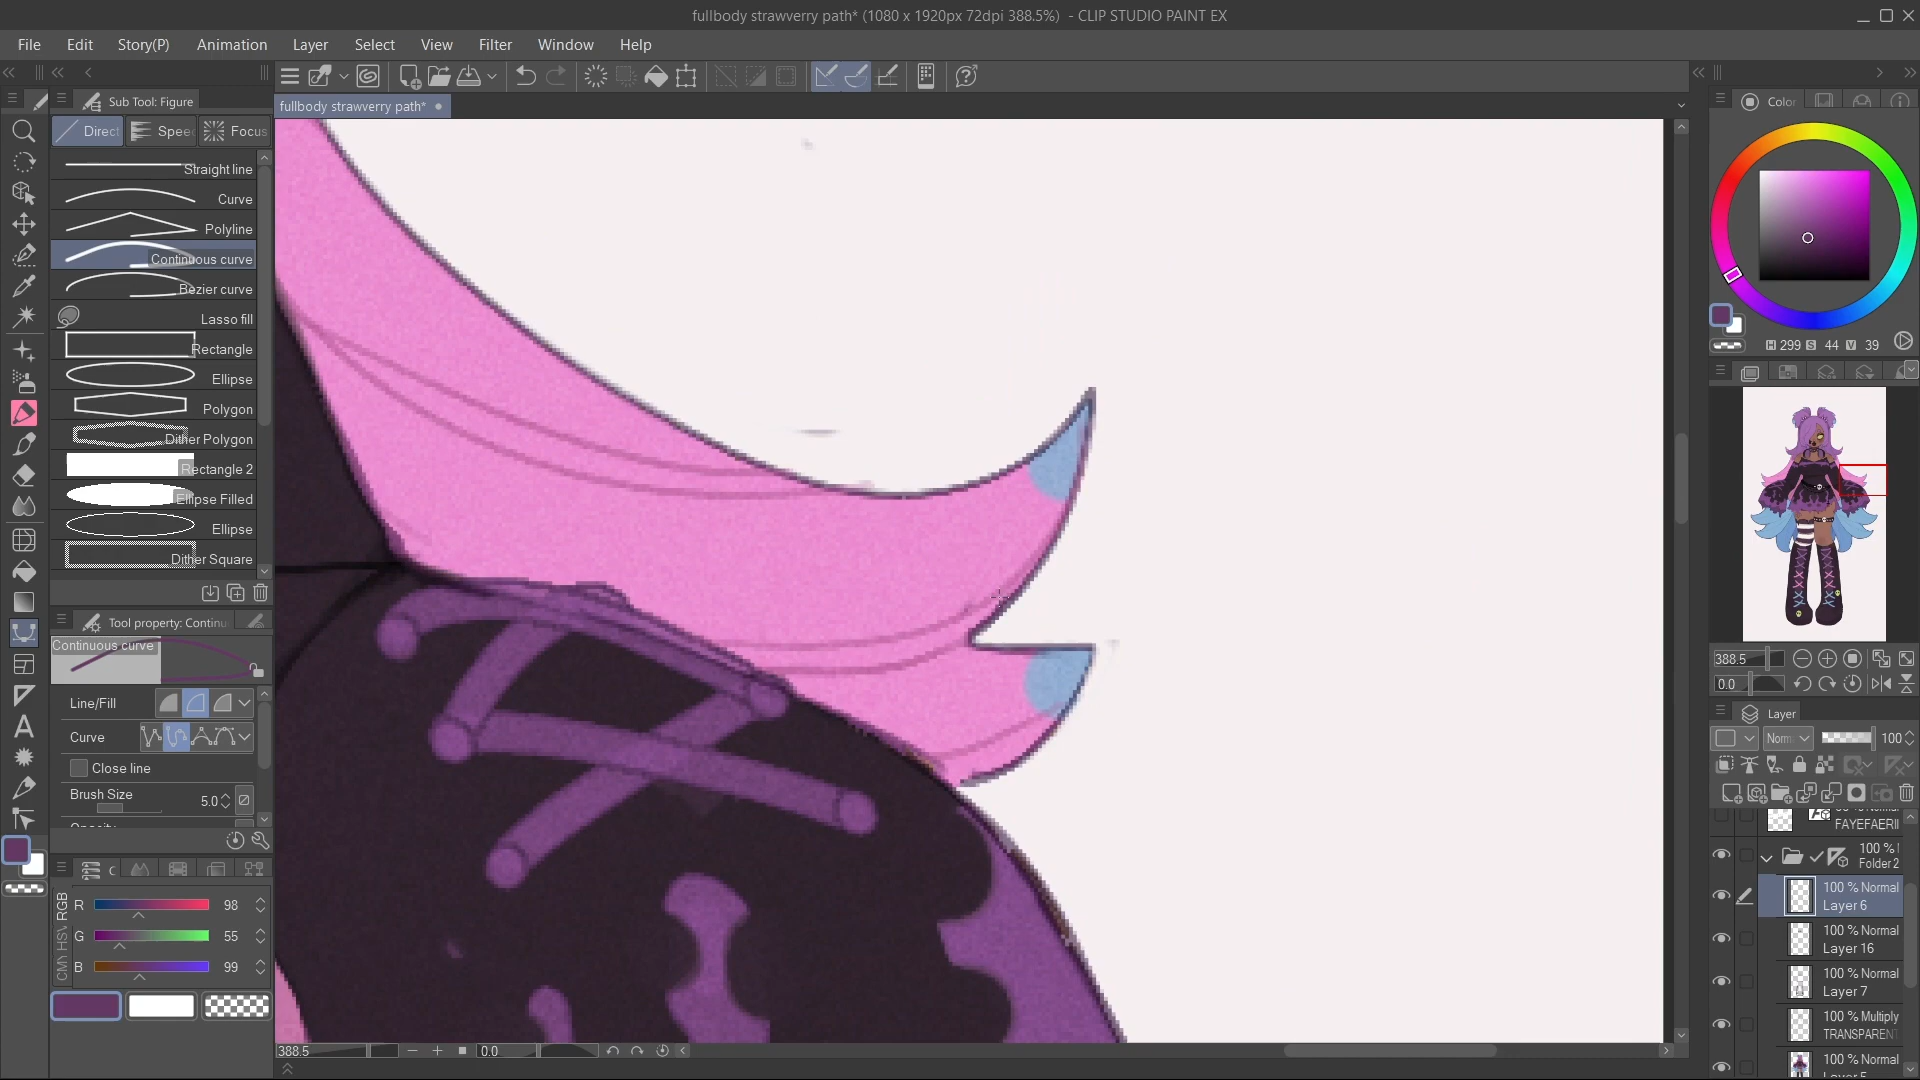 fullbody strawverry path* (1080 x 1920px 72dpi 388.5%) - CLIP STUDIO PAINT EX
File Edit Story(P) Animation Layer Select View Filter Window Help
Sub Tool: Figure
fullbody strawverry path*
Color
Direct
Speed
Focus
Straight line
Curve
Polyline
Continuous curve
Bezier curve
Lasso fill
Rectangle
Ellipse
Polygon
Dither Polygon
Rectangle 2
Ellipse Filled
Ellipse
Dither Square
H 299 S 44 V 39
Tool property: Continu
Continuous curve
Line/Fill
Curve
Close line
Brush Size 5.0
RGB
HSV
CMY
R 98
G 55
B 99
388.5
0.0
388.5
0.0
Layer
Norm 100
FAYEFAERII
100 %
Folder 2
100 % Normal
Layer 6
100 % Normal
Layer 16
100 % Normal
Layer 7
100 % Multiply
TRANSPARENT
100 % Normal